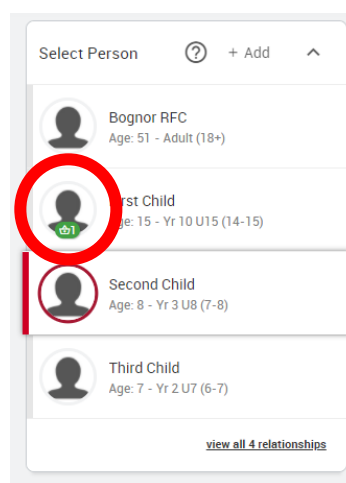 Select Person ? + Add
Bognor RFC
Age: 51 - Adult (18+)
rst Child
ge: 15 - Yr 10 U15 (14-15)
1
Second Child
Age: 8 - Yr 3 U8 (7-8)
Third Child
Age: 7 - Yr 2 U7 (6-7)
view all 4 relationships